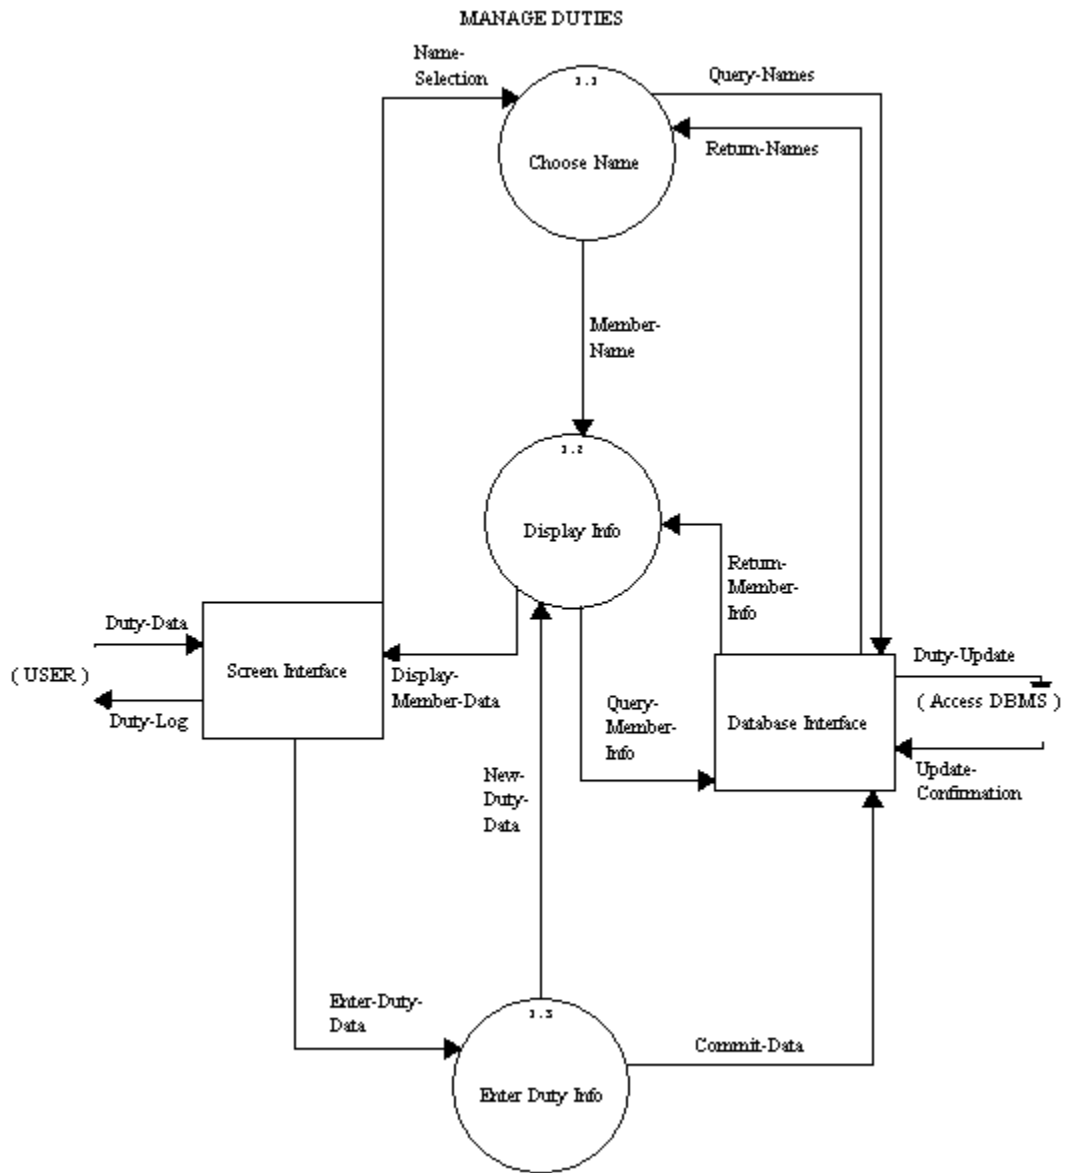 MANAGE DUTIES
Name-
Selection
Query-Names
Return-Names
Choose Name
Member-
Name
Display Info
Return-
Member-
Info
Duty-Data
( USER )
Duty-Log
Screen Interface
Display-
Member-Data
Query-
Member-
Info
Database Interface
Duty-Update
( Access DBMS )
Update-
Confirmation
New-
Duty-
Data
Enter-Duty-
Data
Commit-Data
Enter Duty Info